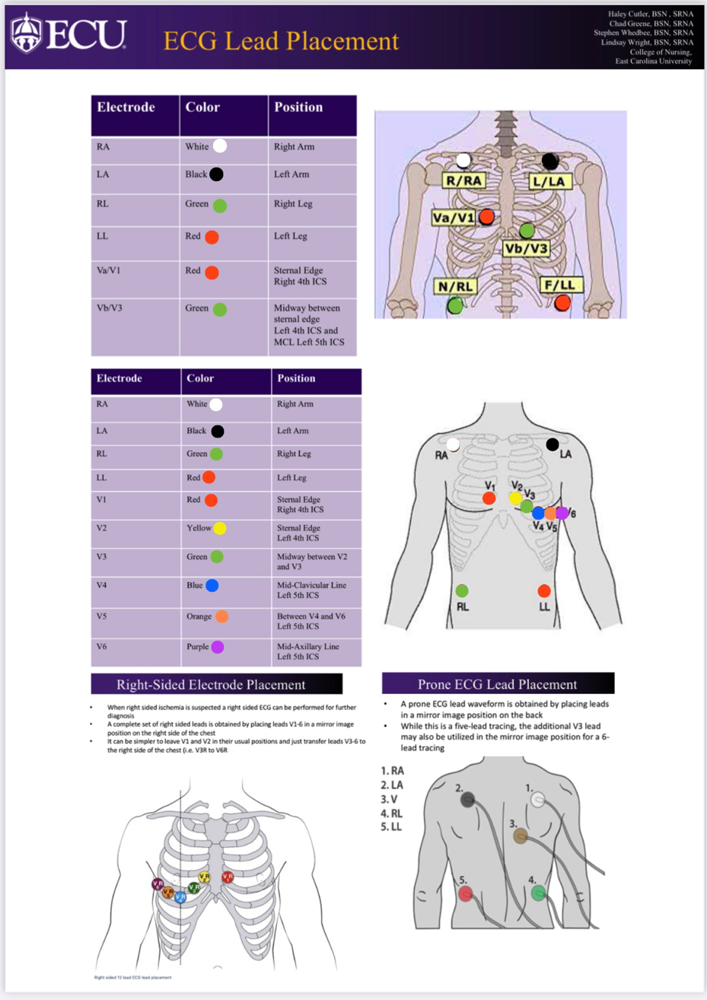 ECU
ECG Lead Placement
Haley Cutler, BSN , SRNA
Chad Greene, BSN, SRNA
Stephen Whedbee, BSN, SRNA
Lindsay Wright, BSN, SRNA
College of Nursing,
East Carolina University
Electrode Color Position
RA White Right Arm
LA Black Left Arm
RL Green Right Leg
LL Red Left Leg
Va/V1 Red Sternal Edge
Right 4th ICS
Vb/V3 Green Midway between
sternal edge
Left 4th ICS and
MCL Left 5th ICS
R/RA L/LA
Va/V1
Vb/V3
N/RL F/LL
Electrode Color Position
RA White Right Arm
LA Black Left Arm
RL Green Right Leg
LL Red Left Leg
V1 Red Sternal Edge
Right 4th ICS
V2 Yellow Sternal Edge
Left 4th ICS
V3 Green Midway between V2
and V3
V4 Blue Mid-Clavicular Line
Left 5th ICS
V5 Orange Between V4 and V6
Left 5th ICS
V6 Purple Mid-Axillary Line
Left 5th ICS
RA LA
V1 V2
V3
V4 V5 V6
RL LL
Right-Sided Electrode Placement
• When right sided ischemia is suspected a right sided ECG can be performed for further
diagnosis
• A complete set of right sided leads is obtained by placing leads V1-6 in a mirror image
position on the right side of the chest
• It can be simpler to leave V1 and V2 in their usual positions and just transfer leads V3-6 to
the right side of the chest (i.e. V3R to V6R
Right sided 12 lead ECG lead placement
Prone ECG Lead Placement
• A prone ECG lead waveform is obtained by placing leads
in a mirror image position on the back
• While this is a five-lead tracing, the additional V3 lead
may also be utilized in the mirror image position for a 6-
lead tracing
1. RA
2. LA
3. V
4. RL
5. LL
2. 1.
3.
5. 4.